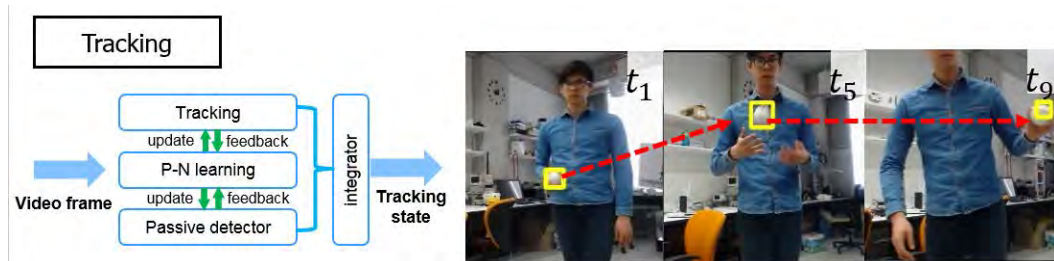 Tracking
Video frame
Tracking
update feedback
P-N learning
update feedback
Passive detector
integrator
Tracking
state
t₁
t₅
t₉